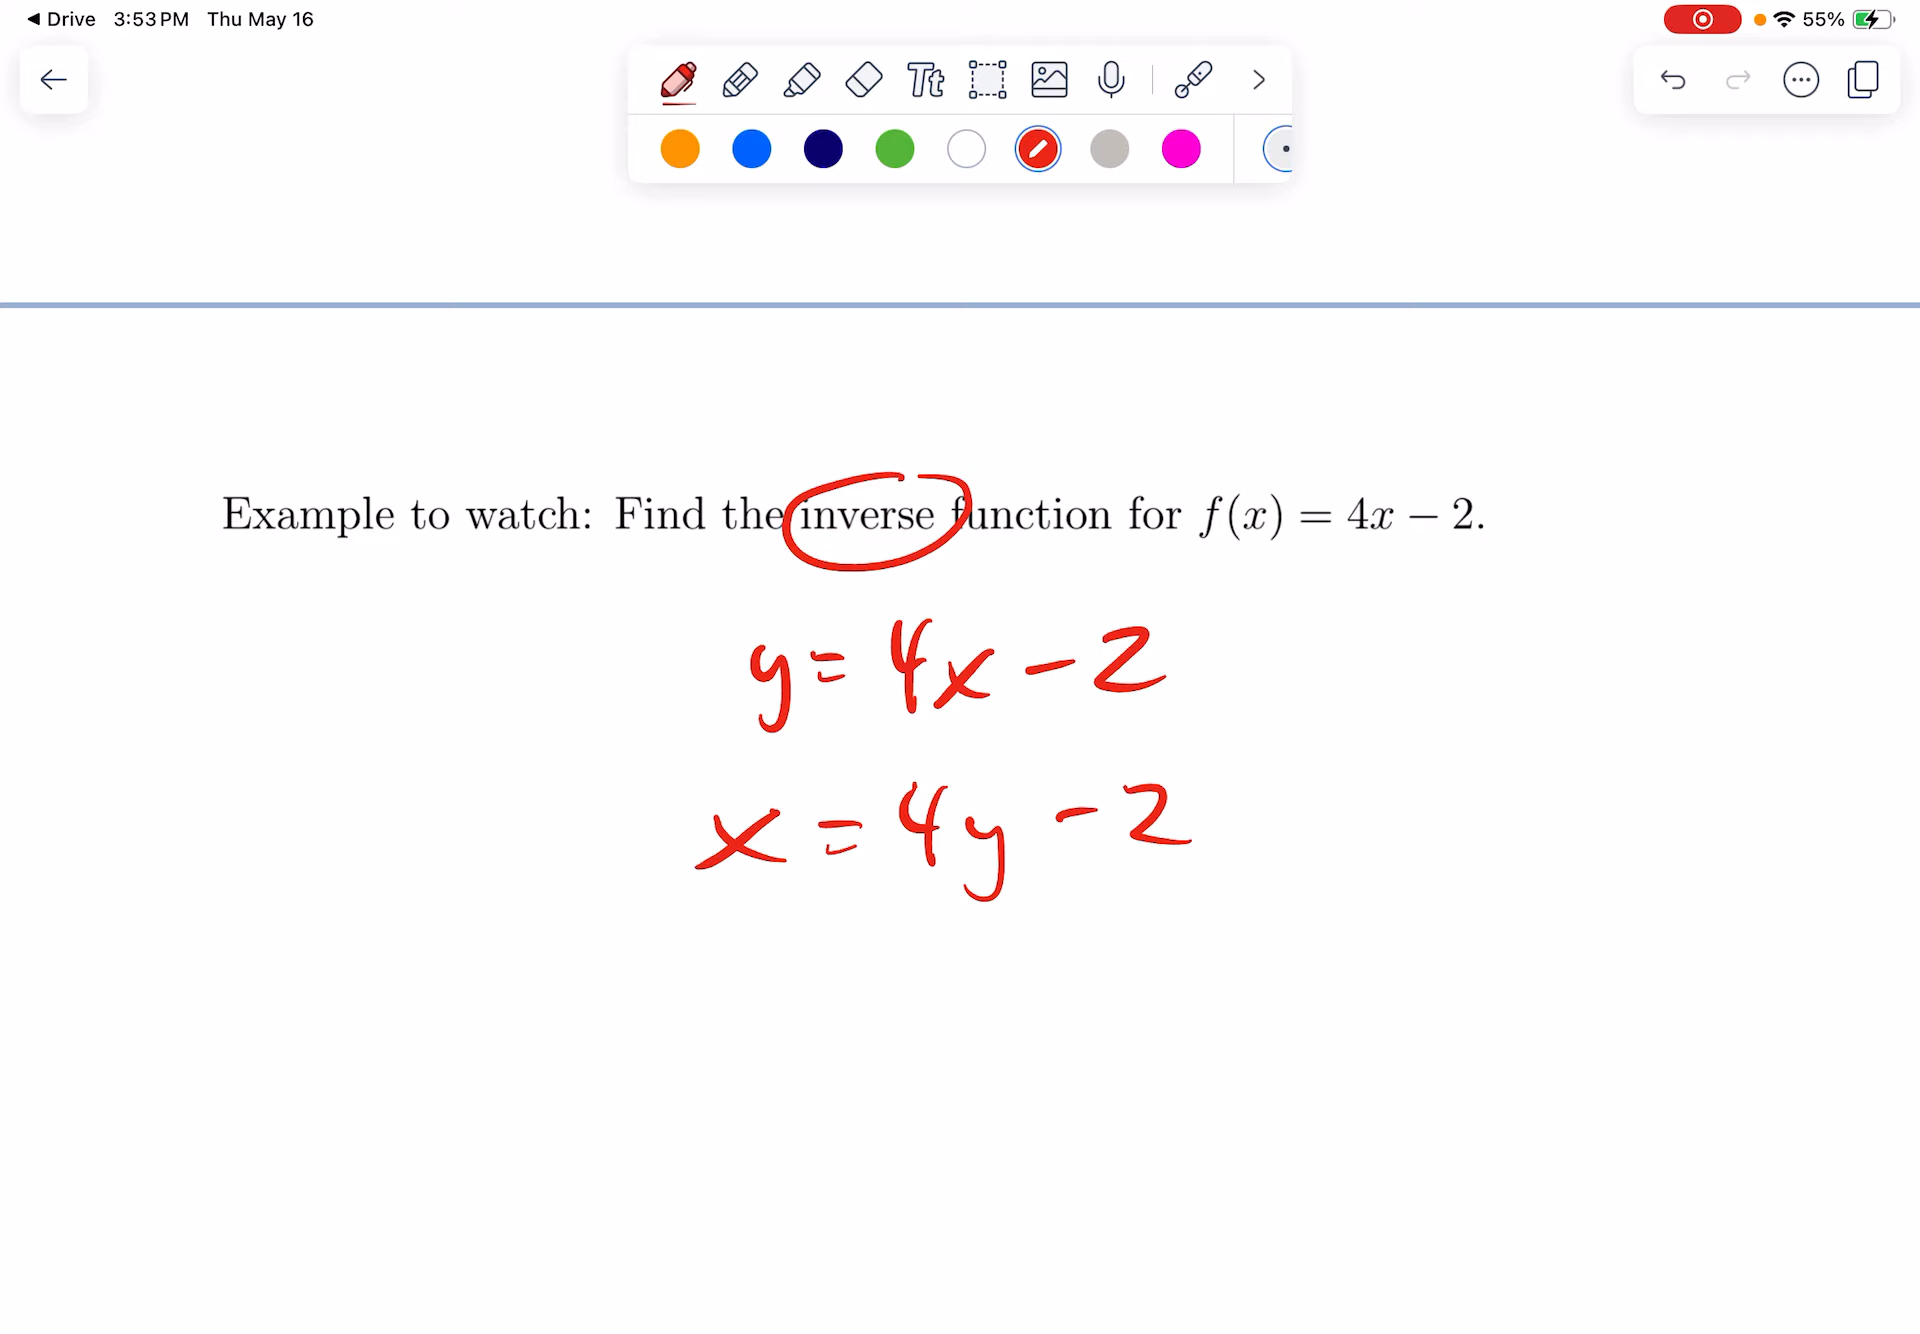 Drive 3:53 PM Thu May 16
55%
Tt
Example to watch: Find the inverse function for f(x) = 4x − 2.
y = 4x - 2
x = 4y - 2